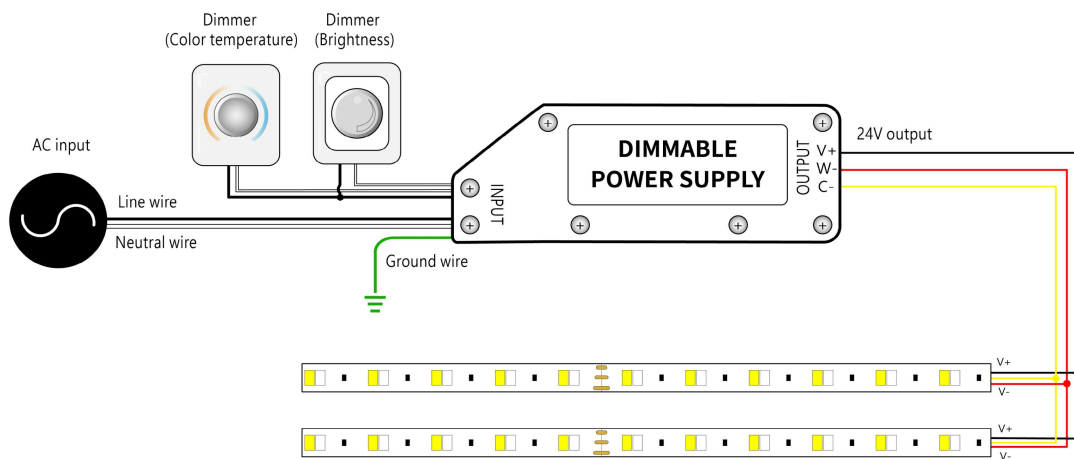 Dimmer
(Color temperature)
Dimmer
(Brightness)
AC input
Line wire
Neutral wire
Ground wire
INPUT
DIMMABLE
POWER SUPPLY
OUTPUT
V+
W-
C-
24V output
V+
V-
V+
V-